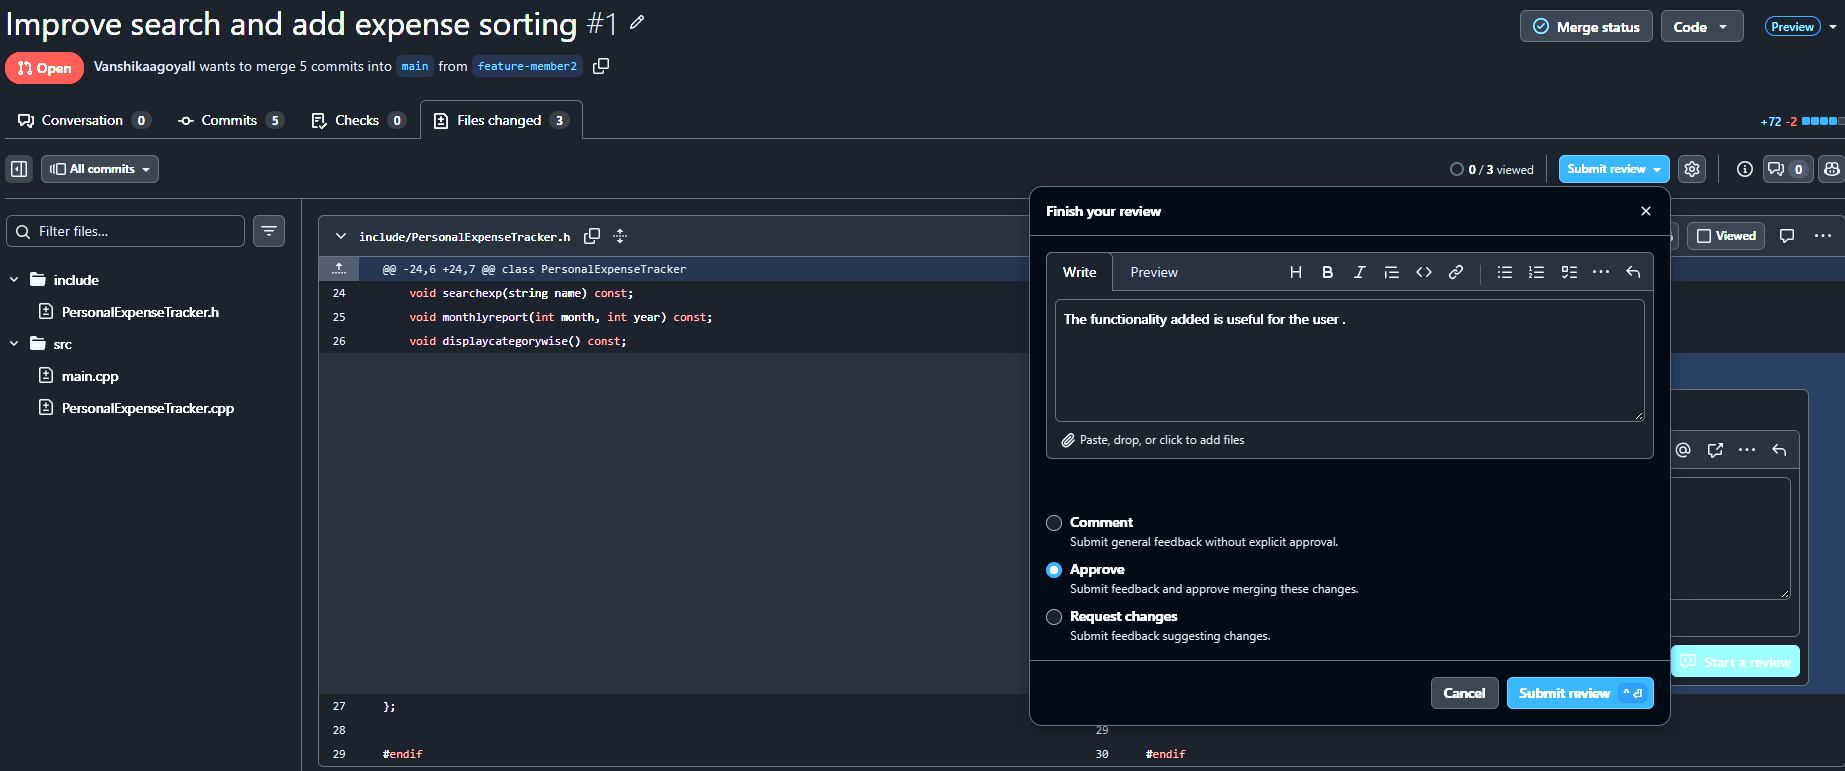 Improve search and add expense sorting #1
Merge status
Code
Preview
Open
Vanshikaagoyall wants to merge 5 commits into main from feature-member2
Conversation 0
Commits 5
Checks 0
Files changed 3
+72 -2
All commits
0 / 3 viewed
Submit review
0
Filter files...
include
PersonalExpenseTracker.h
src
main.cpp
PersonalExpenseTracker.cpp
include/PersonalExpenseTracker.h
Viewed
@@ -24,6 +24,7 @@ class PersonalExpenseTracker
24 void searchexp(string name) const;
25 void monthlyreport(int month, int year) const;
26 void displaycategorywise() const;
27 };
28
29 #endif
29
30 #endif
Finish your review
Write
Preview
The functionality added is useful for the user .
Paste, drop, or click to add files
Comment
Submit general feedback without explicit approval.
Approve
Submit feedback and approve merging these changes.
Request changes
Submit feedback suggesting changes.
Cancel
Submit review
Start a review